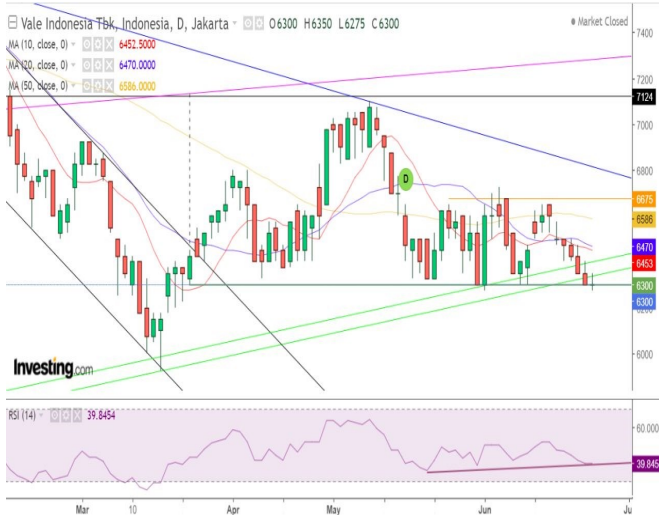 Vale Indonesia Tbk, Indonesia, D, Jakarta O6300 H6350 L6275 C6300
Market Closed
MA (10, close, 0) 6452.5000
MA (20, close, 0) 6470.0000
MA (50, close, 0) 6586.0000
7400
7200
7124
7000
6800
D
6675
6586
6470
6453
6300
6300
6000
Investing.com
RSI (14) 39.8454
60.000
39.845
Mar 10 Apr May Jun Ju